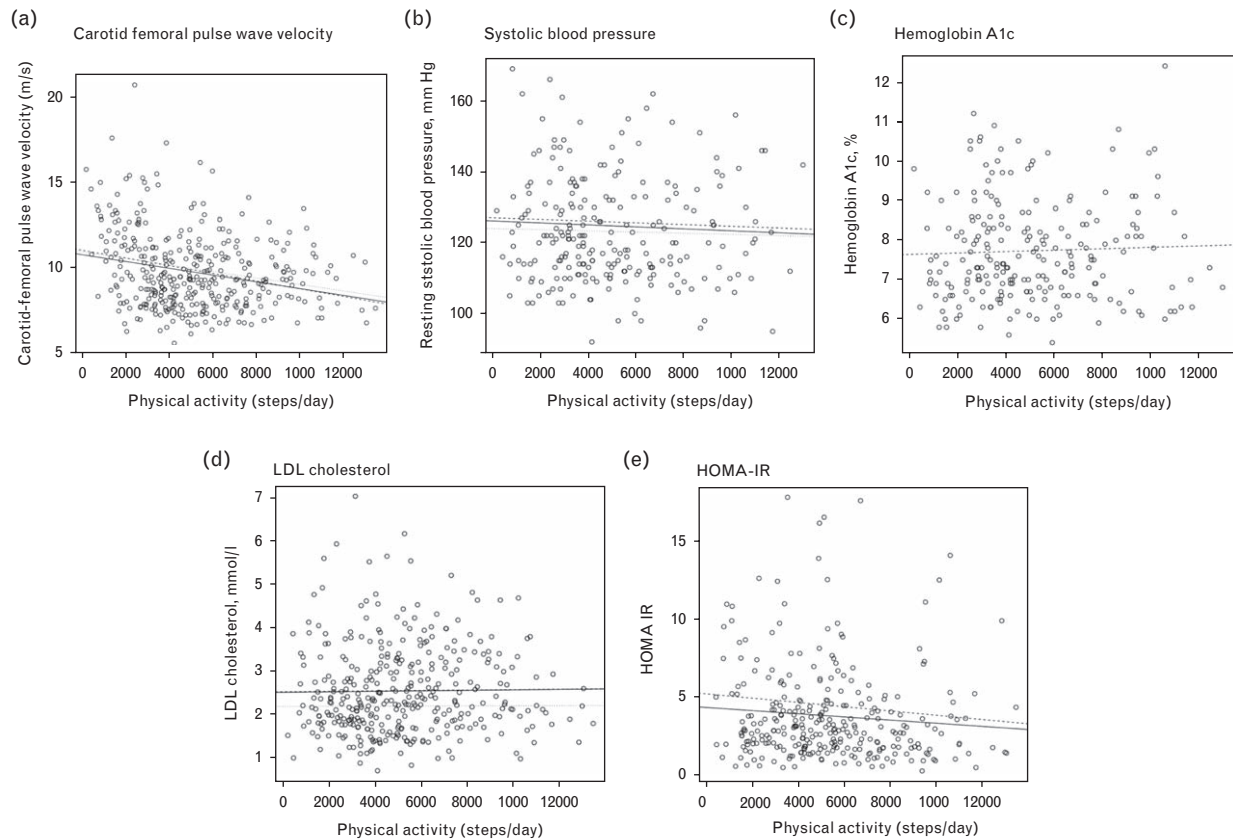 (a)
Carotid femoral pulse wave velocity
Carotid-femoral pulse wave velocity (m/s)
20
15
10
5
0 2000 4000 6000 8000 10000 12000
Physical activity (steps/day)
(b)
Systolic blood pressure
Resting ststolic blood pressure, mm Hg
160
140
120
100
0 2000 4000 6000 8000 10000 12000
Physical activity (steps/day)
(c)
Hemoglobin A1c
Hemoglobin A1c, %
12
11
10
9
8
7
6
0 2000 4000 6000 8000 10000 12000
Physical activity (steps/day)
(d)
LDL cholesterol
LDL cholesterol, mmol/l
7
6
5
4
3
2
1
0 2000 4000 6000 8000 10000 12000
Physical activity (steps/day)
(e)
HOMA-IR
HOMA IR
15
10
5
0
0 2000 4000 6000 8000 10000 12000
Physical activity (steps/day)